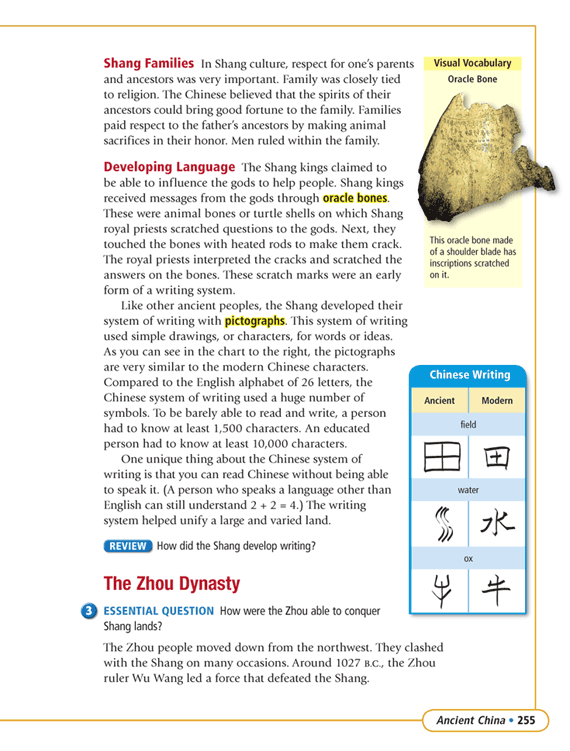 Shang Families In Shang culture, respect for one's parents
and ancestors was very important. Family was closely tied
to religion. The Chinese believed that the spirits of their
ancestors could bring good fortune to the family. Families
paid respect to the father's ancestors by making animal
sacrifices in their honor. Men ruled within the family.
Developing Language The Shang kings claimed to
be able to influence the gods to help people. Shang kings
received messages from the gods through oracle bones.
These were animal bones or turtle shells on which Shang
royal priests scratched questions to the gods. Next, they
touched the bones with heated rods to make them crack.
The royal priests interpreted the cracks and scratched the
answers on the bones. These scratch marks were an early
form of a writing system.
Like other ancient peoples, the Shang developed their
system of writing with pictographs. This system of writing
used simple drawings, or characters, for words or ideas.
As you can see in the chart to the right, the pictographs
are very similar to the modern Chinese characters.
Compared to the English alphabet of 26 letters, the
Chinese system of writing used a huge number of
symbols. To be barely able to read and write, a person
had to know at least 1,500 characters. An educated
person had to know at least 10,000 characters.
One unique thing about the Chinese system of
writing is that you can read Chinese without being able
to speak it. (A person who speaks a language other than
English can still understand 2 + 2 = 4.) The writing
system helped unify a large and varied land.
REVIEW How did the Shang develop writing?
The Zhou Dynasty
3 ESSENTIAL QUESTION How were the Zhou able to conquer
Shang lands?
The Zhou people moved down from the northwest. They clashed
with the Shang on many occasions. Around 1027 B.C., the Zhou
ruler Wu Wang led a force that defeated the Shang.
Visual Vocabulary
Oracle Bone
This oracle bone made
of a shoulder blade has
inscriptions scratched
on it.
Chinese Writing
Ancient Modern
field
田
water
水
ox
牛
Ancient China • 255